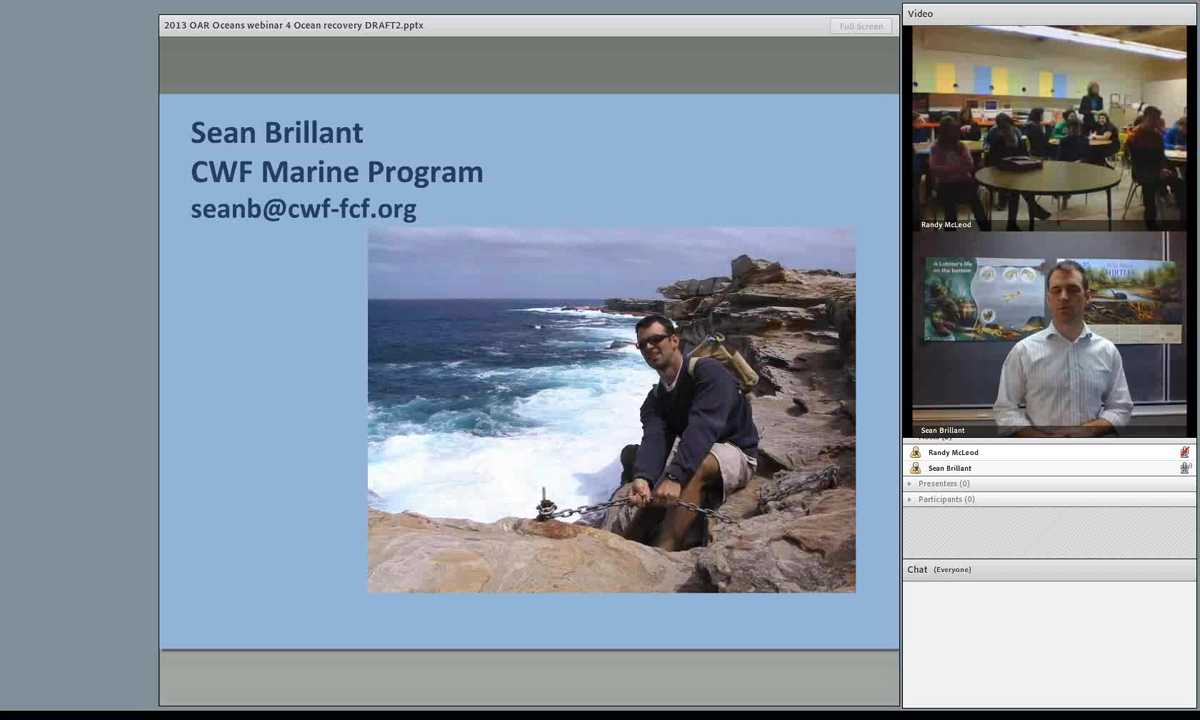 2013 OAR Oceans webinar 4 Ocean recovery DRAFT2.pptx
Full Screen
Sean Brillant
CWF Marine Program
seanb@cwf-fcf.org
Video
Randy McLeod
A Lobster's life
on the bottom
Sean Brillant
Randy McLeod
Sean Brillant
Presenters (0)
Participants (0)
Chat (Everyone)